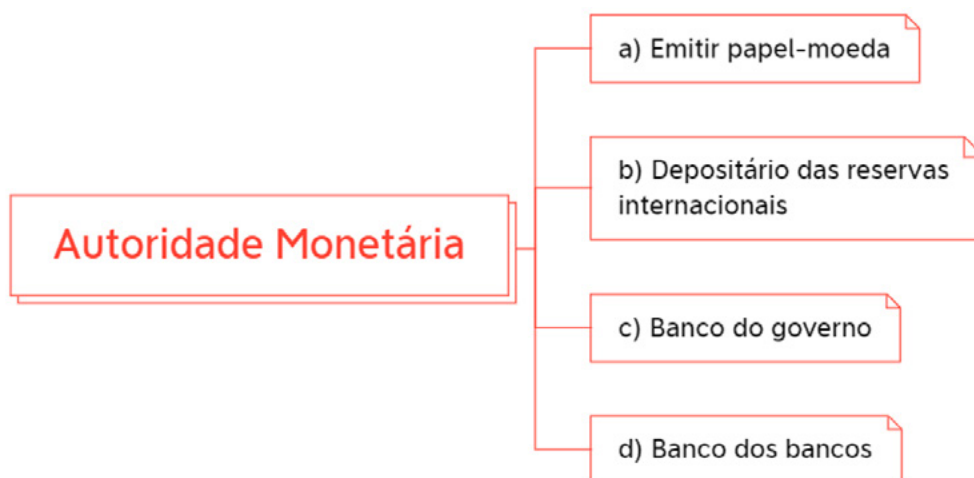 Autoridade Monetária
a) Emitir papel-moeda
b) Depositário das reservas
internacionais
c) Banco do governo
d) Banco dos bancos